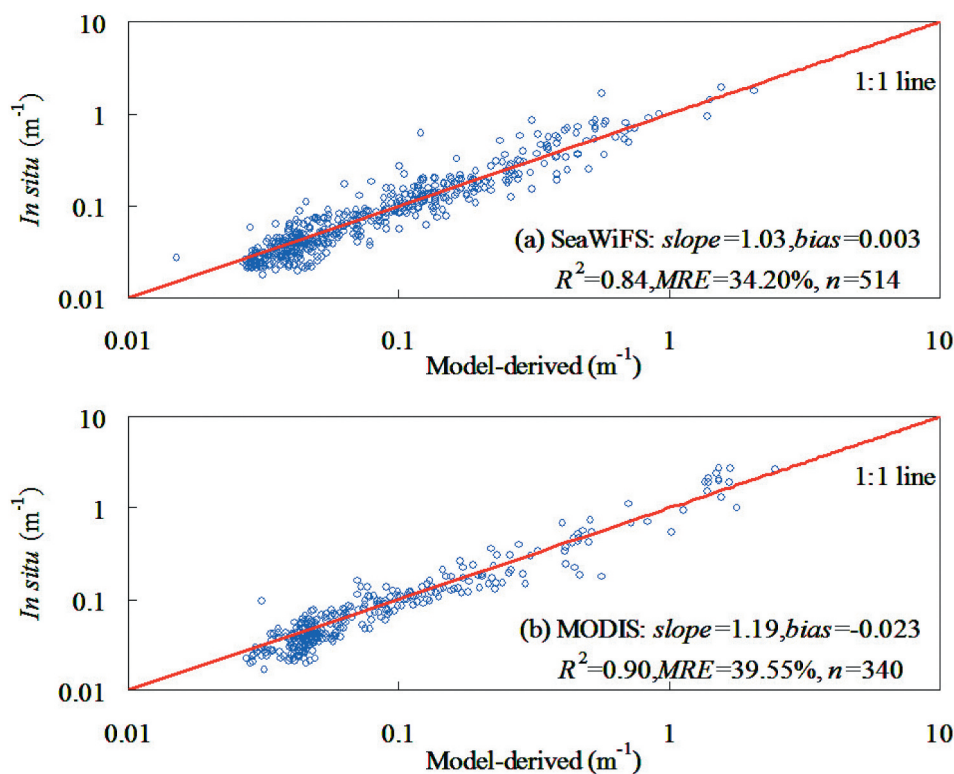 10
1
0.1
0.01
In situ (m⁻¹)
1:1 line
(a) SeaWiFS: slope=1.03,bias=0.003
R²=0.84,MRE=34.20%, n=514
0.01 0.1 1 10
Model-derived (m⁻¹)
10
1
0.1
0.01
In situ (m⁻¹)
1:1 line
(b) MODIS: slope=1.19,bias=-0.023
R²=0.90,MRE=39.55%, n=340
0.01 0.1 1 10
Model-derived (m⁻¹)